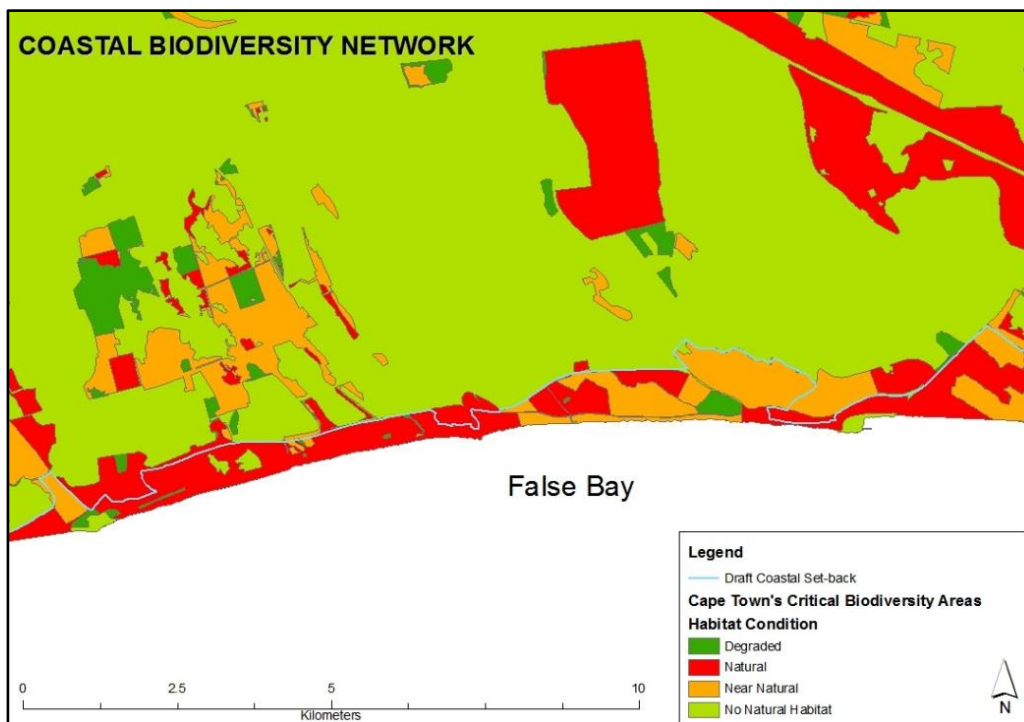 COASTAL BIODIVERSITY NETWORK
False Bay
Legend
Draft Coastal Set-back
Cape Town's Critical Biodiversity Areas
Habitat Condition
Degraded
Natural
Near Natural
No Natural Habitat
0 2.5 5 10
Kilometers
N